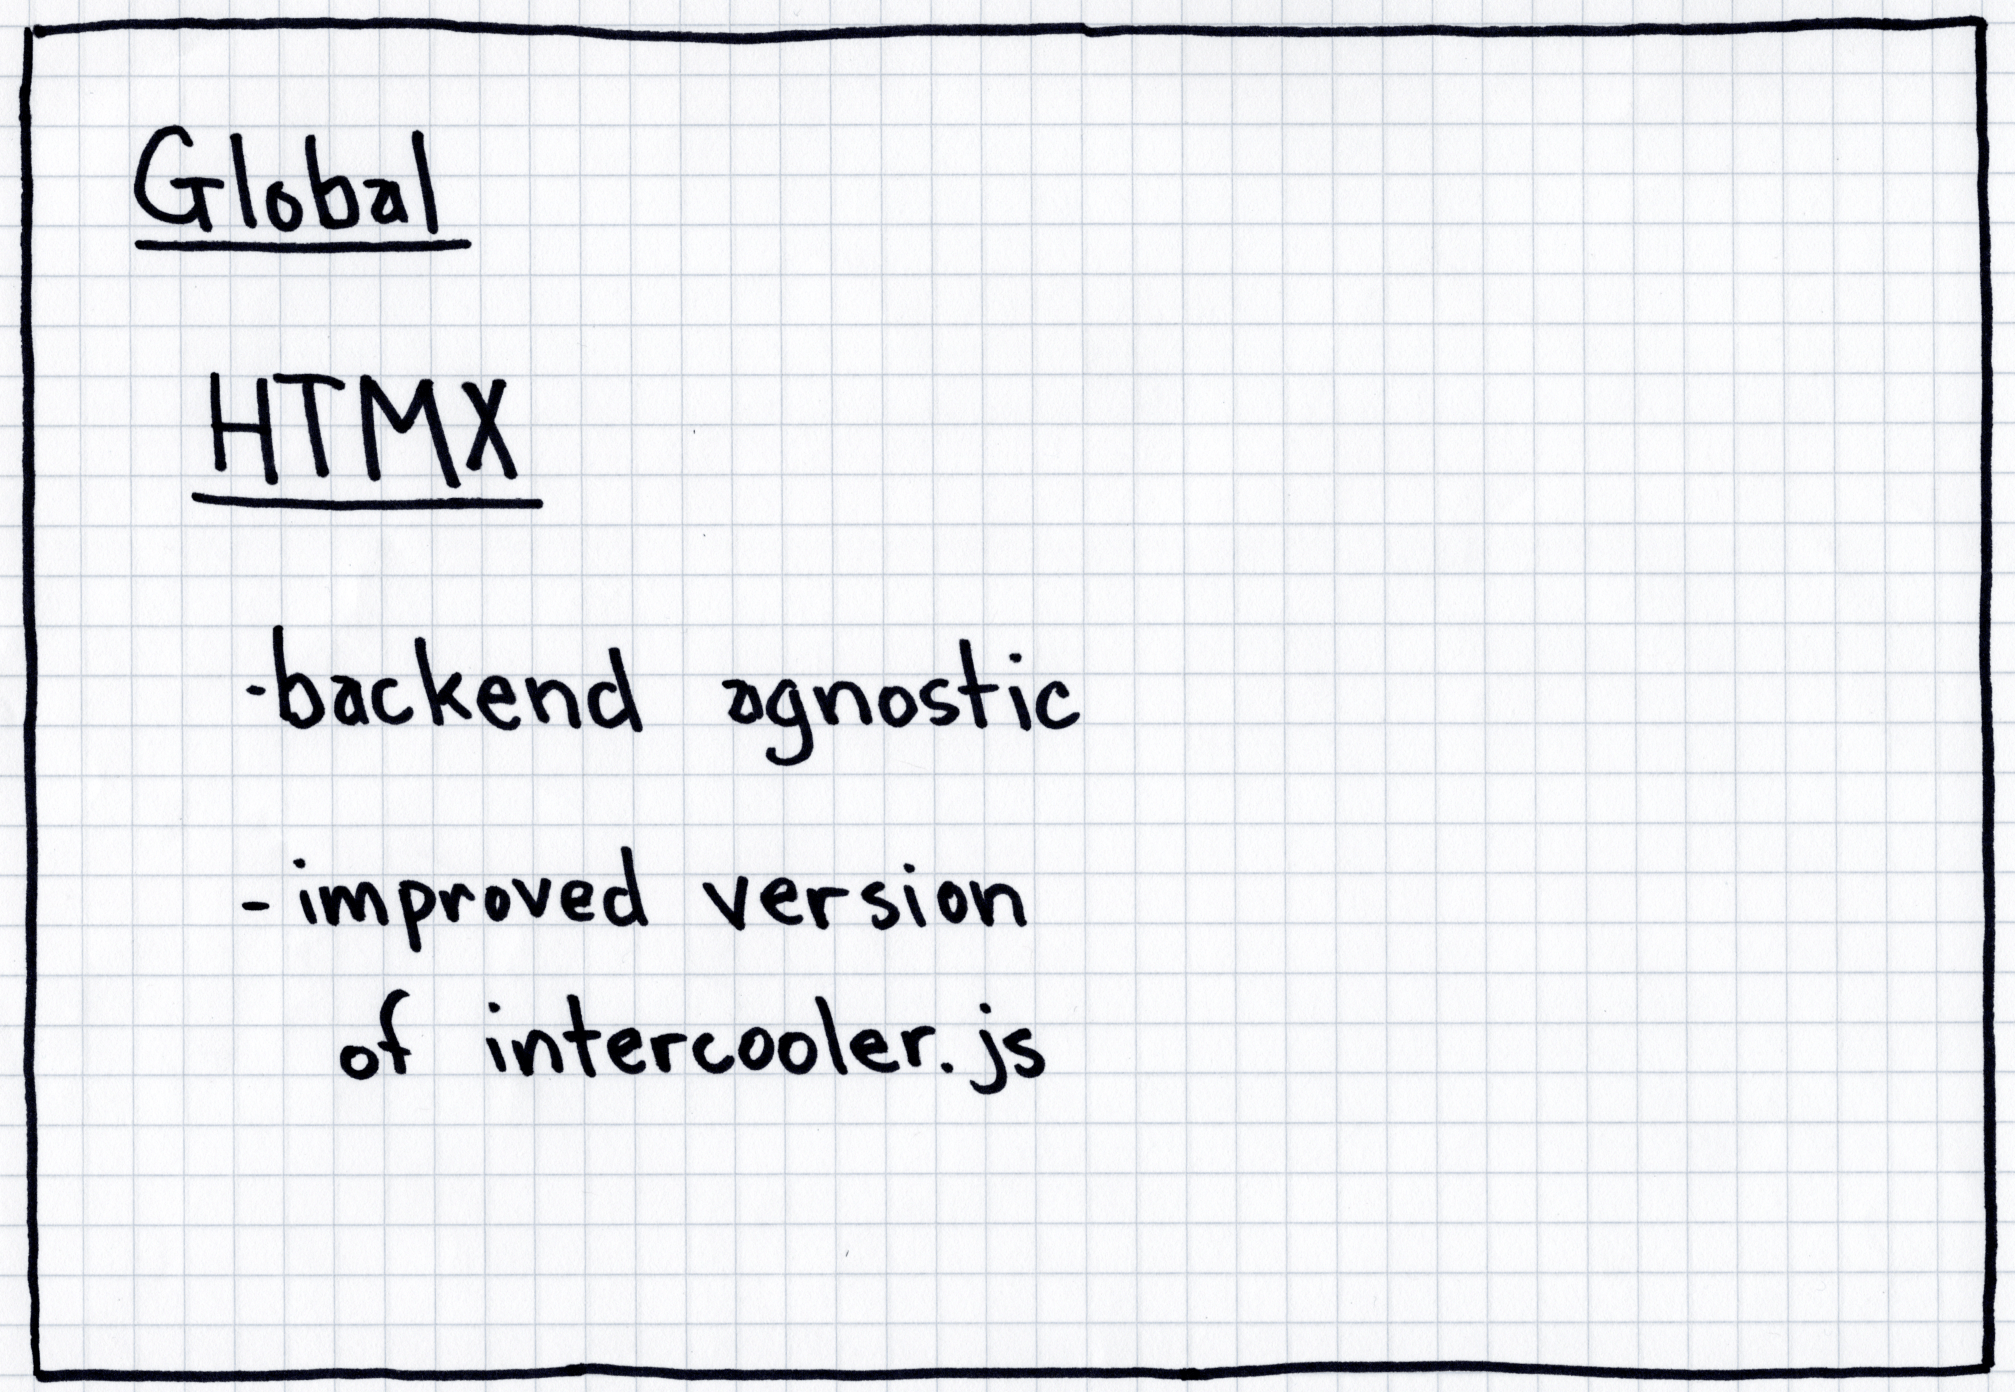 Global
HTMX
-backend agnostic
- improved version
of intercooler.js